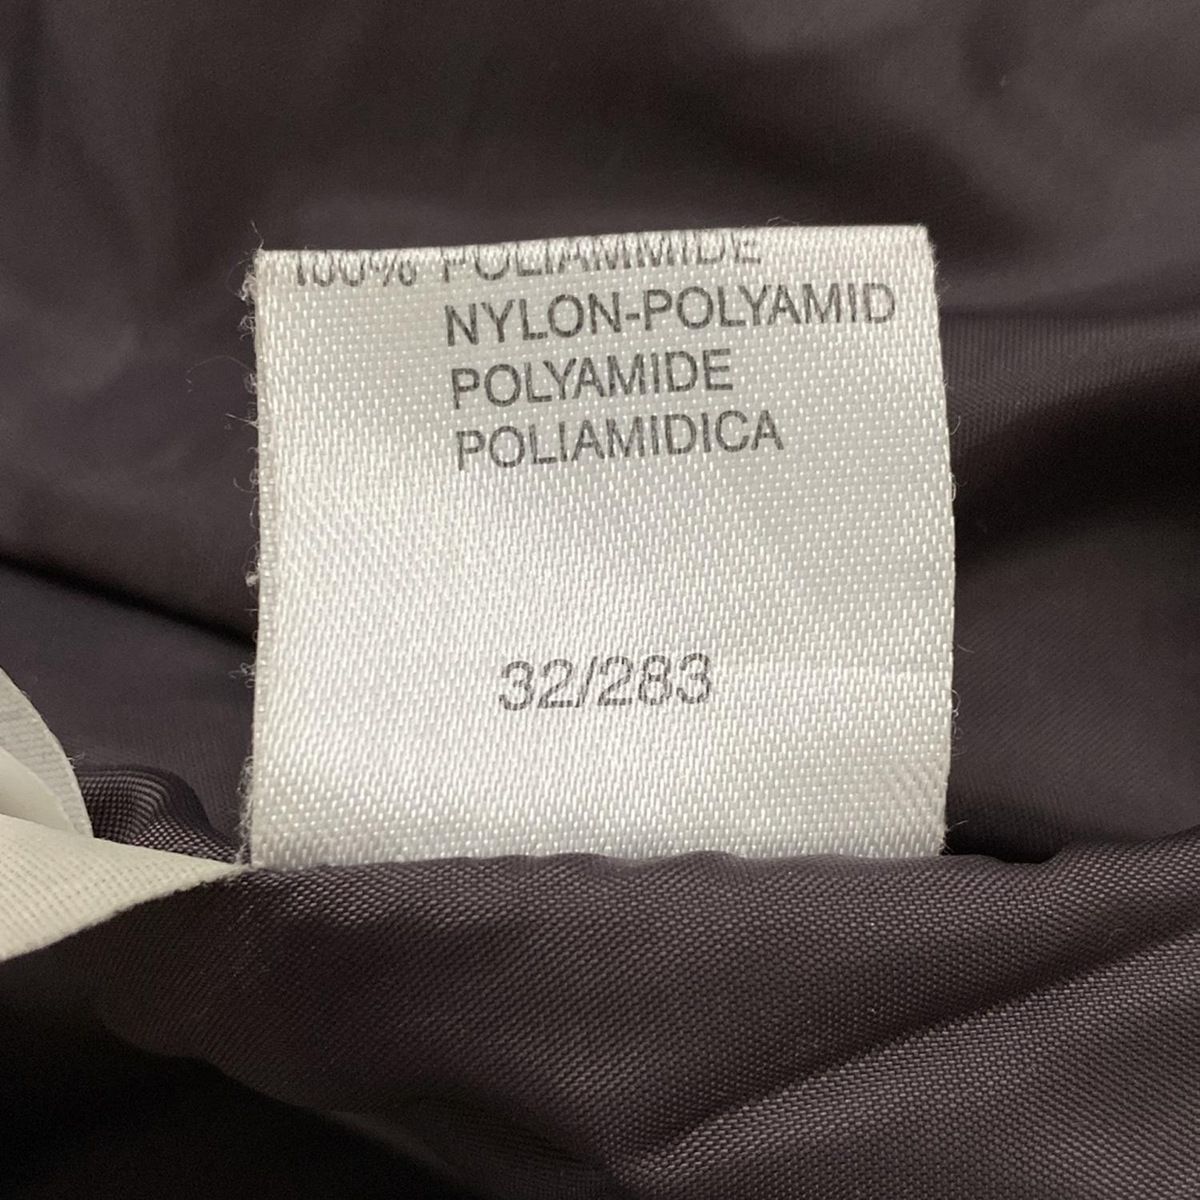 100% POLIAMMIDE
NYLON-POLYAMID
POLYAMIDE
POLIAMIDICA
32/283